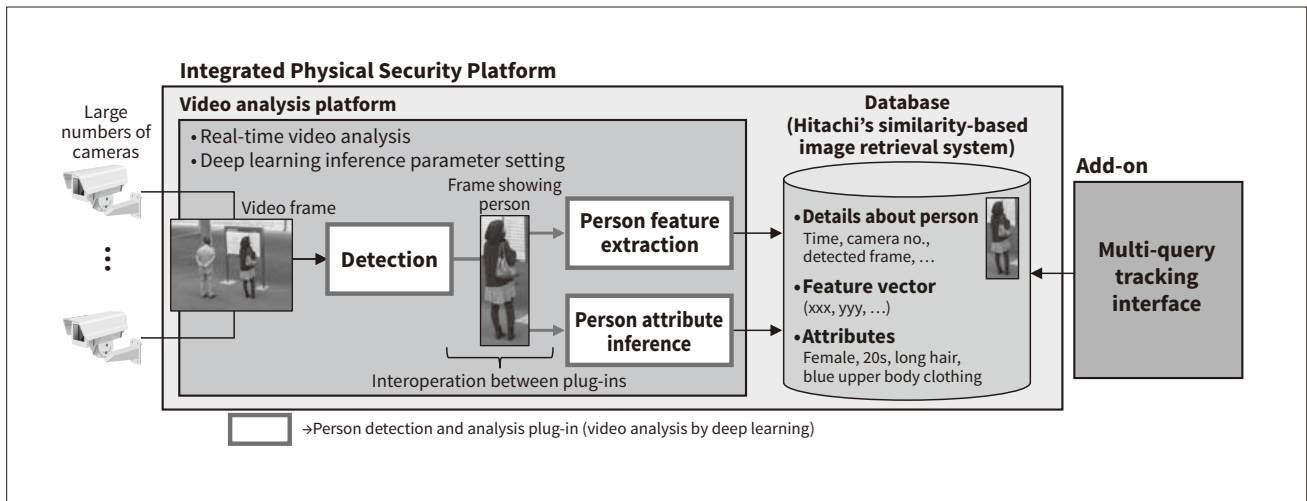 Integrated Physical Security Platform
Large
numbers of
cameras
⋮
Video analysis platform
•Real-time video analysis
•Deep learning inference parameter setting
Video frame
Detection
Frame showing
person
Person feature
extraction
Person attribute
inference
Interoperation between plug-ins
Database
(Hitachi’s similarity-based
image retrieval system)
•Details about person
Time, camera no.,
detected frame, …
•Feature vector
(xxx, yyy, …)
•Attributes
Female, 20s, long hair,
blue upper body clothing
Add-on
Multi-query
tracking
interface
→Person detection and analysis plug-in (video analysis by deep learning)